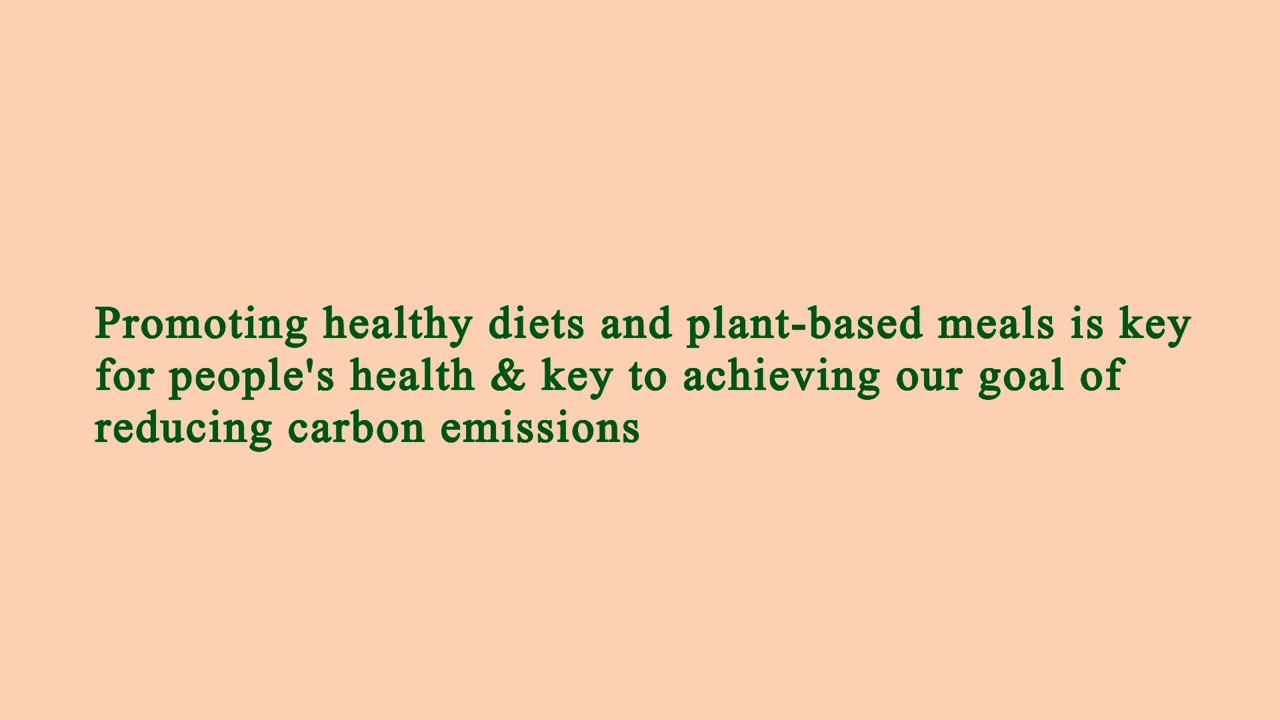 Promoting healthy diets and plant-based meals is key
for people's health & key to achieving our goal of
reducing carbon emissions